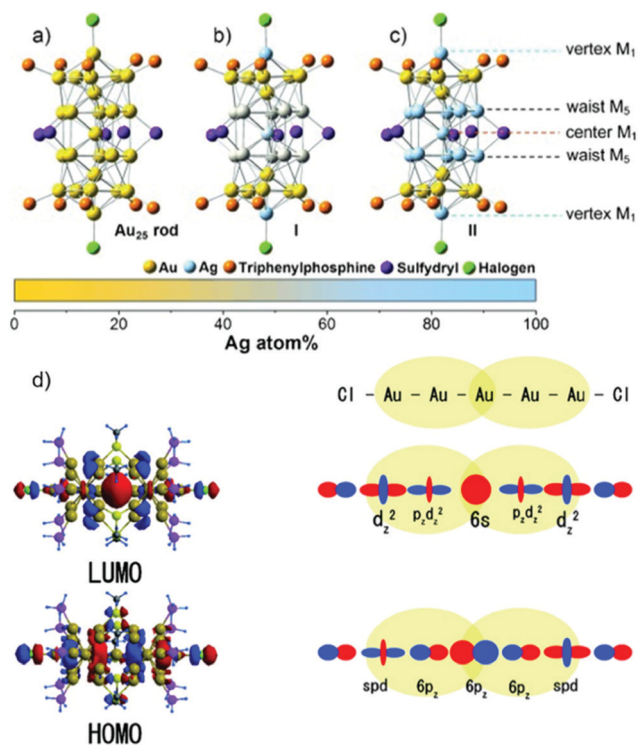 a)
b)
c)
vertex M1
waist M5
center M1
waist M5
vertex M1
Au25 rod
I
II
Au Ag Triphenylphosphine Sulfydryl Halogen
0 20 40 60 80 100
Ag atom%
d)
Cl - Au - Au - Au - Au - Au - Cl
dz2 pzdz2 6s pzdz2 dz2
LUMO
spd 6pz 6pz 6pz spd
HOMO